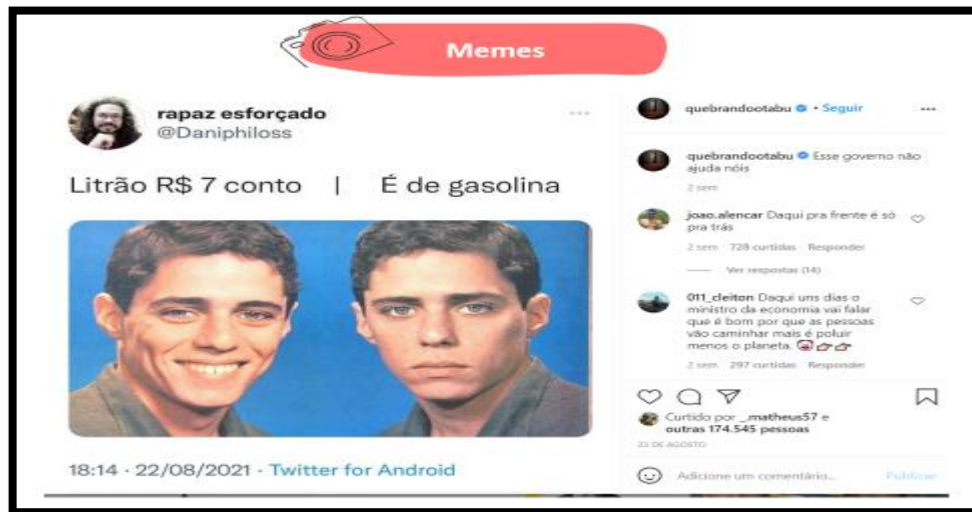 Memes
rapaz esforçado
@Daniphiloss
Litrão R$ 7 conto | É de gasolina
18:14 · 22/08/2021 · Twitter for Android
quebrandootabu • Seguir
quebrandootabu Esse governo não
ajuda nóis
2 sem
joao.alencar Daqui pra frente é só
pra trás
2 sem 728 curtidas Responder
Ver respostas (14)
011_cleiton Daqui uns dias o
ministro da economia vai falar
que é bom por que as pessoas
vão caminhar mais é poluir
menos o planeta.
2 sem 297 curtidas Responder
Curtido por _.matheus57 e
outras 174.545 pessoas
DE AGOSTO
Adicione um comentário... Publicar